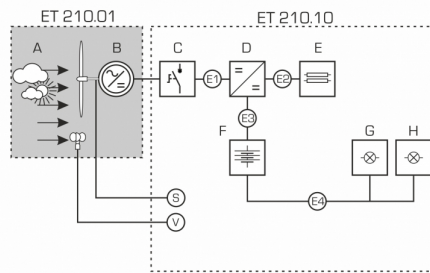 ET 210.01
ET 210.10
A B C D E
E1 E2
E3
F G H
E4
S
V